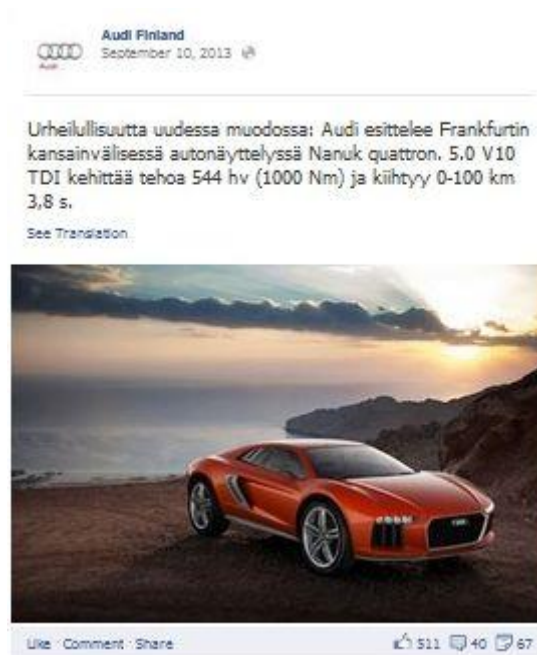 Audi Finland
September 10, 2013
Audi
Urheilullisuutta uudessa muodossa: Audi esittelee Frankfurtin
kansainvälisessä autonäyttelyssä Nanuk quattron. 5.0 V10
TDI kehittää tehoa 544 hv (1000 Nm) ja kiihtyy 0-100 km
3,8 s.
See Translation
Like Comment Share 511 40 67